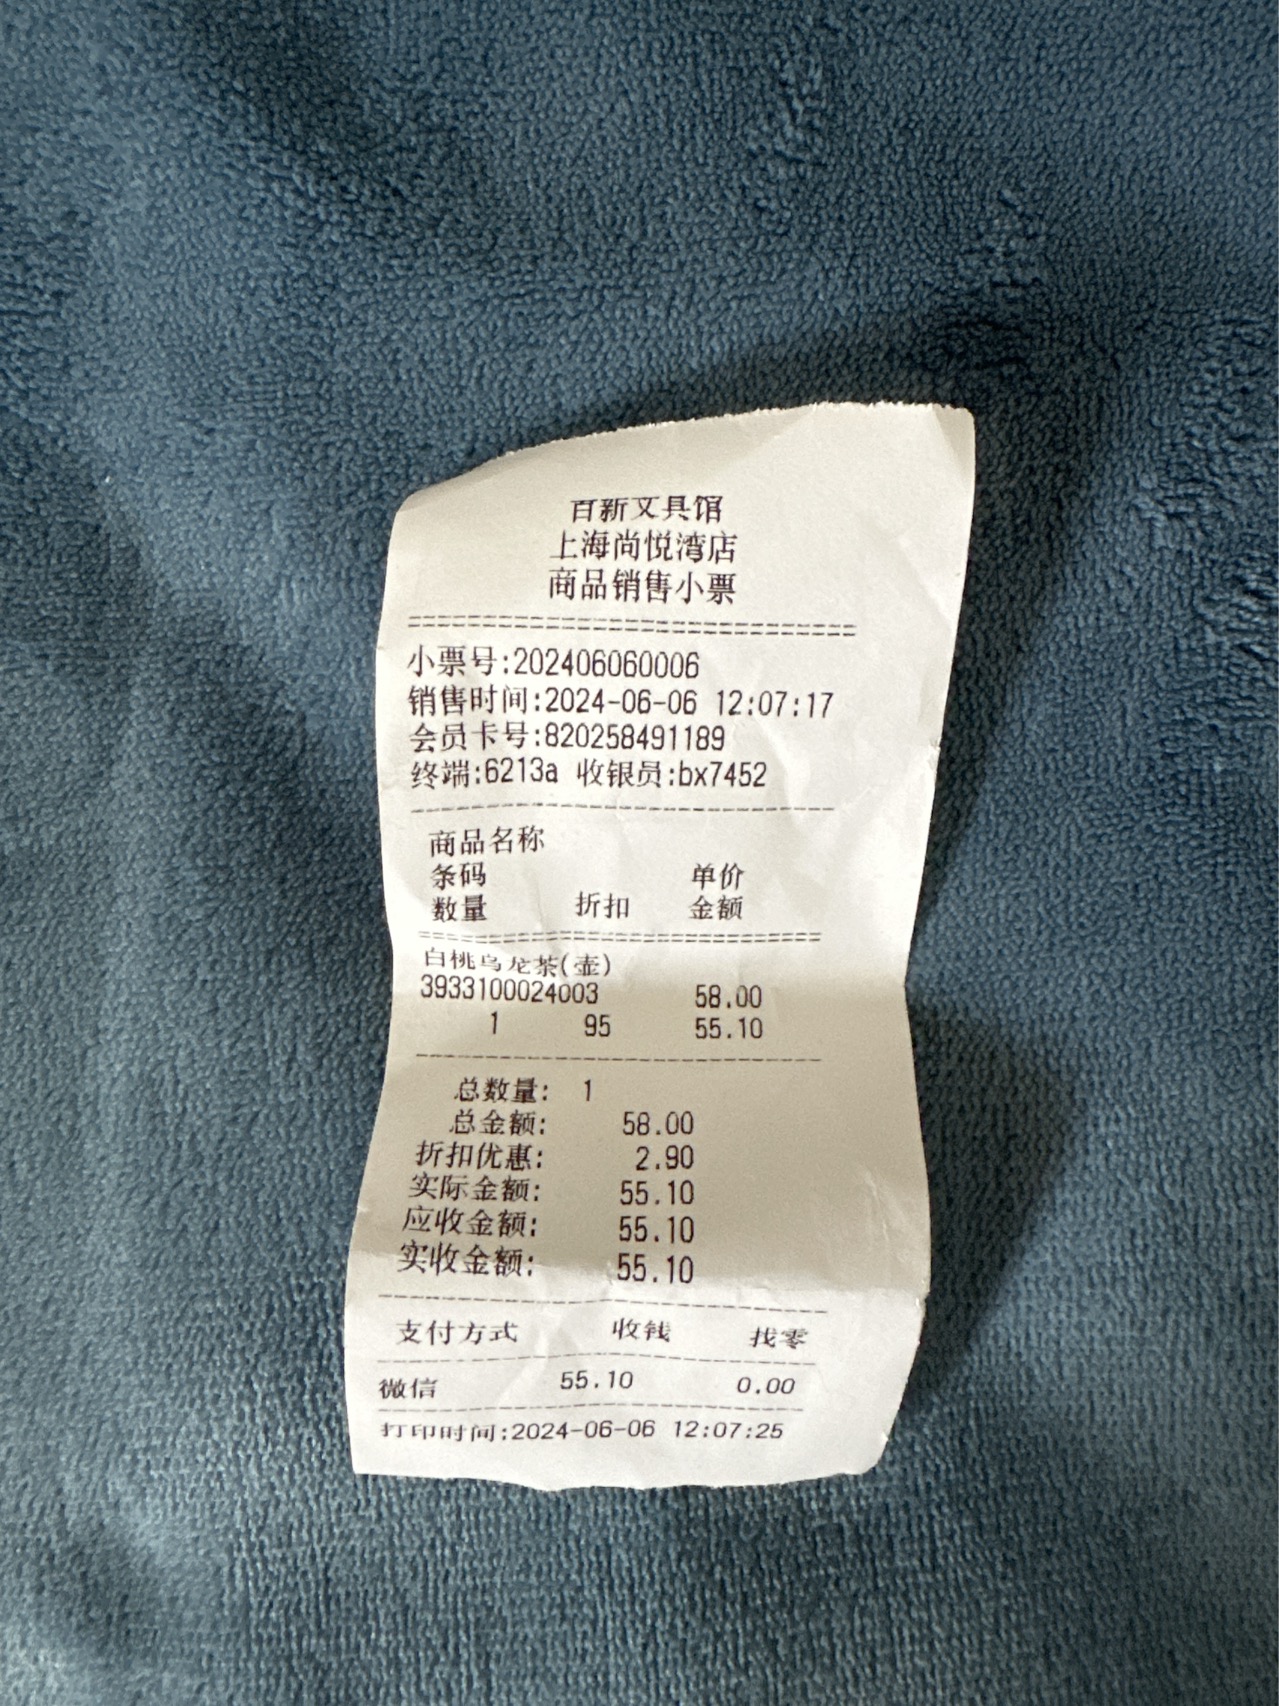 百新文具馆
上海尚悦湾店
商品销售小票
小票号:202406060006
销售时间:2024-06-06 12:07:17
会员卡号:820258491189
终端:6213a 收银员:bx7452
商品名称
条码 单价
数量 折扣 金额
白桃乌龙茶(壶)
3933100024003 58.00
1 95 55.10
总数量: 1
总金额: 58.00
折扣优惠: 2.90
实际金额: 55.10
应收金额: 55.10
实收金额: 55.10
支付方式 收钱 找零
微信 55.10 0.00
打印时间:2024-06-06 12:07:25